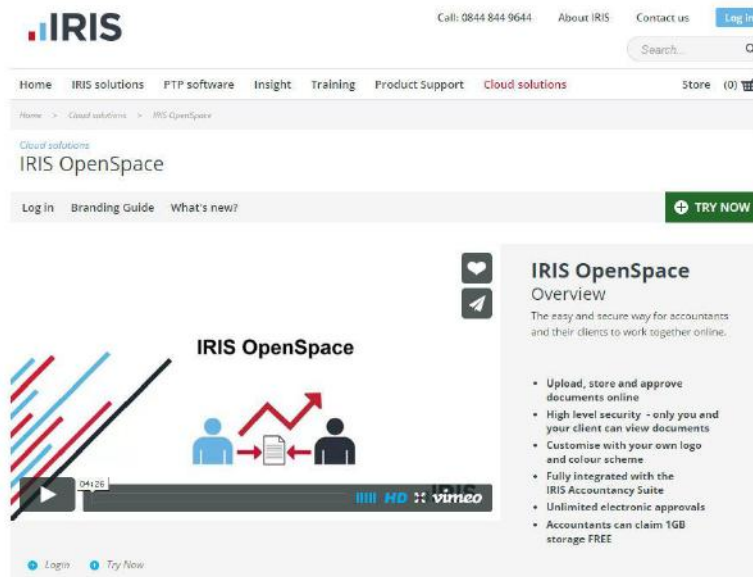 IRIS
Call: 0844 844 9644 About IRIS Contact us Log in
Search...
Home IRIS solutions PTP software Insight Training Product Support Cloud solutions Store (0)
Home > Cloud solutions > IRIS OpenSpace
Cloud solutions
IRIS OpenSpace
Log in Branding Guide What's new? TRY NOW
IRIS OpenSpace
04:26
HD vimeo
Login Try Now
IRIS OpenSpace
Overview
The easy and secure way for accountants
and their clients to work together online.
• Upload, store and approve
documents online
• High level security - only you and
your client can view documents
• Customise with your own logo
and colour scheme
• Fully integrated with the
IRIS Accountancy Suite
• Unlimited electronic approvals
• Accountants can claim 1GB
storage FREE